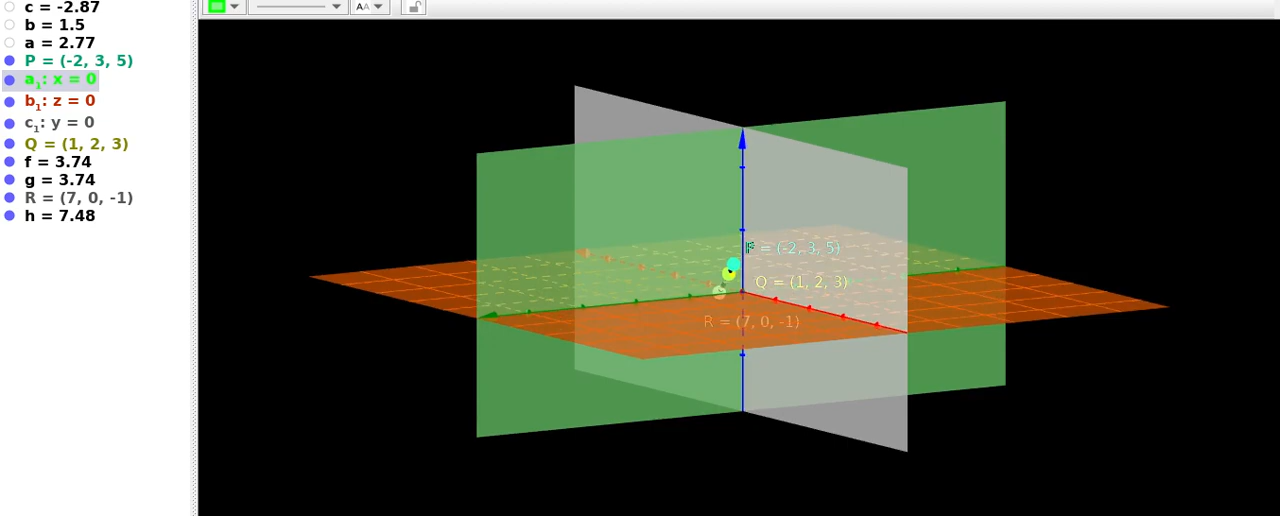 c = -2.87
b = 1.5
a = 2.77
P = (-2, 3, 5)
a₁: x = 0
b₁: z = 0
c₁: y = 0
Q = (1, 2, 3)
f = 3.74
g = 3.74
R = (7, 0, -1)
h = 7.48
AA
P = (-2, 3, 5)
Q = (1, 2, 3)
R = (7, 0, -1)